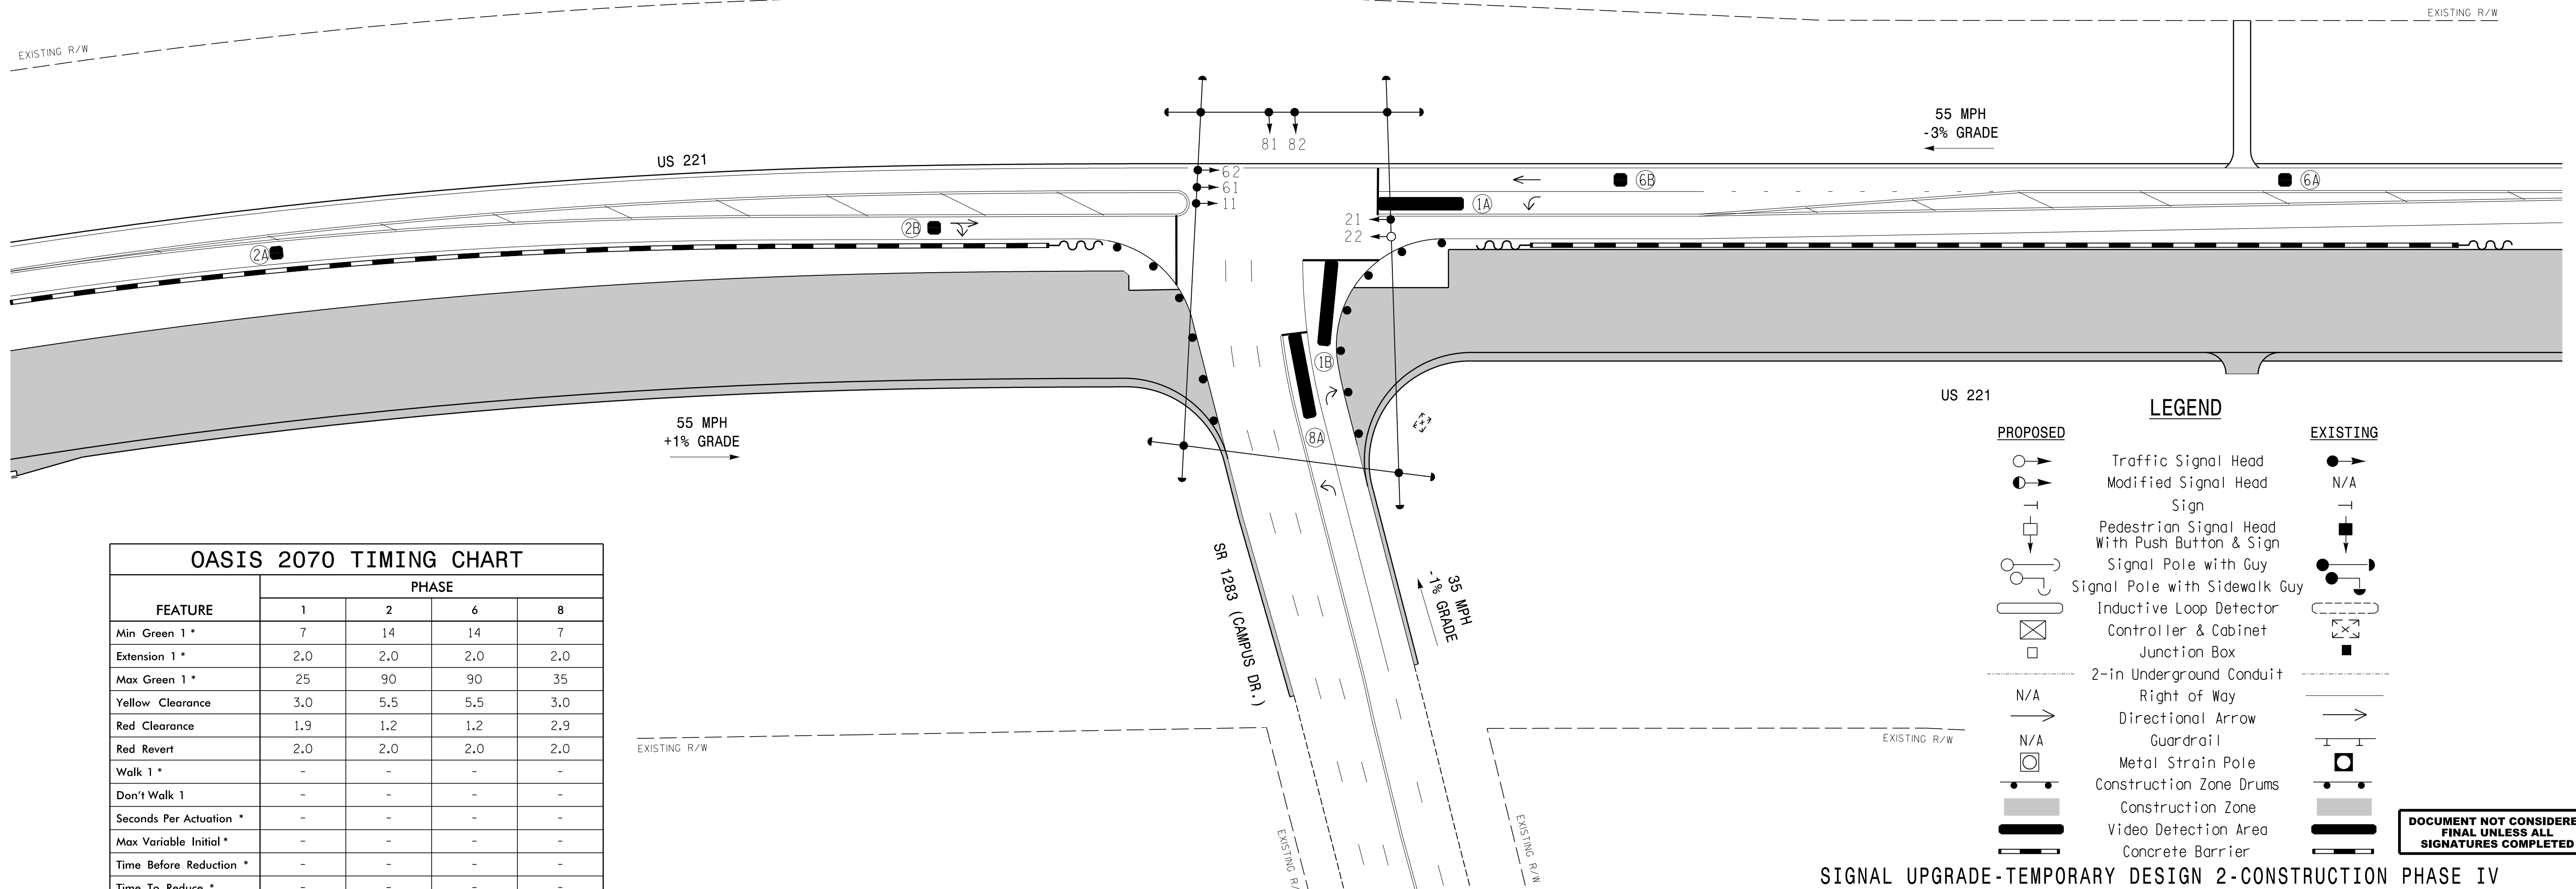 EXISTING R/W
EXISTING R/W
55 MPH
-3% GRADE
81 82
US 221
62
61
11
6B
6A
1A
21
22
2B
2A
1B
8A
55 MPH
+1% GRADE
US 221
SR 1283 (CAMPUS DR.)
35 MPH
-1% GRADE
EXISTING R/W
EXISTING R/W
EXISTING R/
EXISTING R/W
OASIS 2070 TIMING CHART
FEATURE PHASE
1 2 6 8
Min Green 1 * 7 14 14 7
Extension 1 * 2.0 2.0 2.0 2.0
Max Green 1 * 25 90 90 35
Yellow Clearance 3.0 5.5 5.5 3.0
Red Clearance 1.9 1.2 1.2 2.9
Red Revert 2.0 2.0 2.0 2.0
Walk 1 * - - - -
Don't Walk 1 - - - -
Seconds Per Actuation * - - - -
Max Variable Initial * - - - -
Time Before Reduction * - - - -
Time To Reduce * - - - -
LEGEND
PROPOSED EXISTING
Traffic Signal Head
Modified Signal Head N/A
Sign
Pedestrian Signal Head
With Push Button & Sign
Signal Pole with Guy
Signal Pole with Sidewalk Guy
Inductive Loop Detector
Controller & Cabinet
Junction Box
2-in Underground Conduit
N/A Right of Way
Directional Arrow
N/A Guardrail
Metal Strain Pole
Construction Zone Drums
Construction Zone
Video Detection Area
Concrete Barrier
DOCUMENT NOT CONSIDERE
FINAL UNLESS ALL
SIGNATURES COMPLETED
SIGNAL UPGRADE-TEMPORARY DESIGN 2-CONSTRUCTION PHASE IV